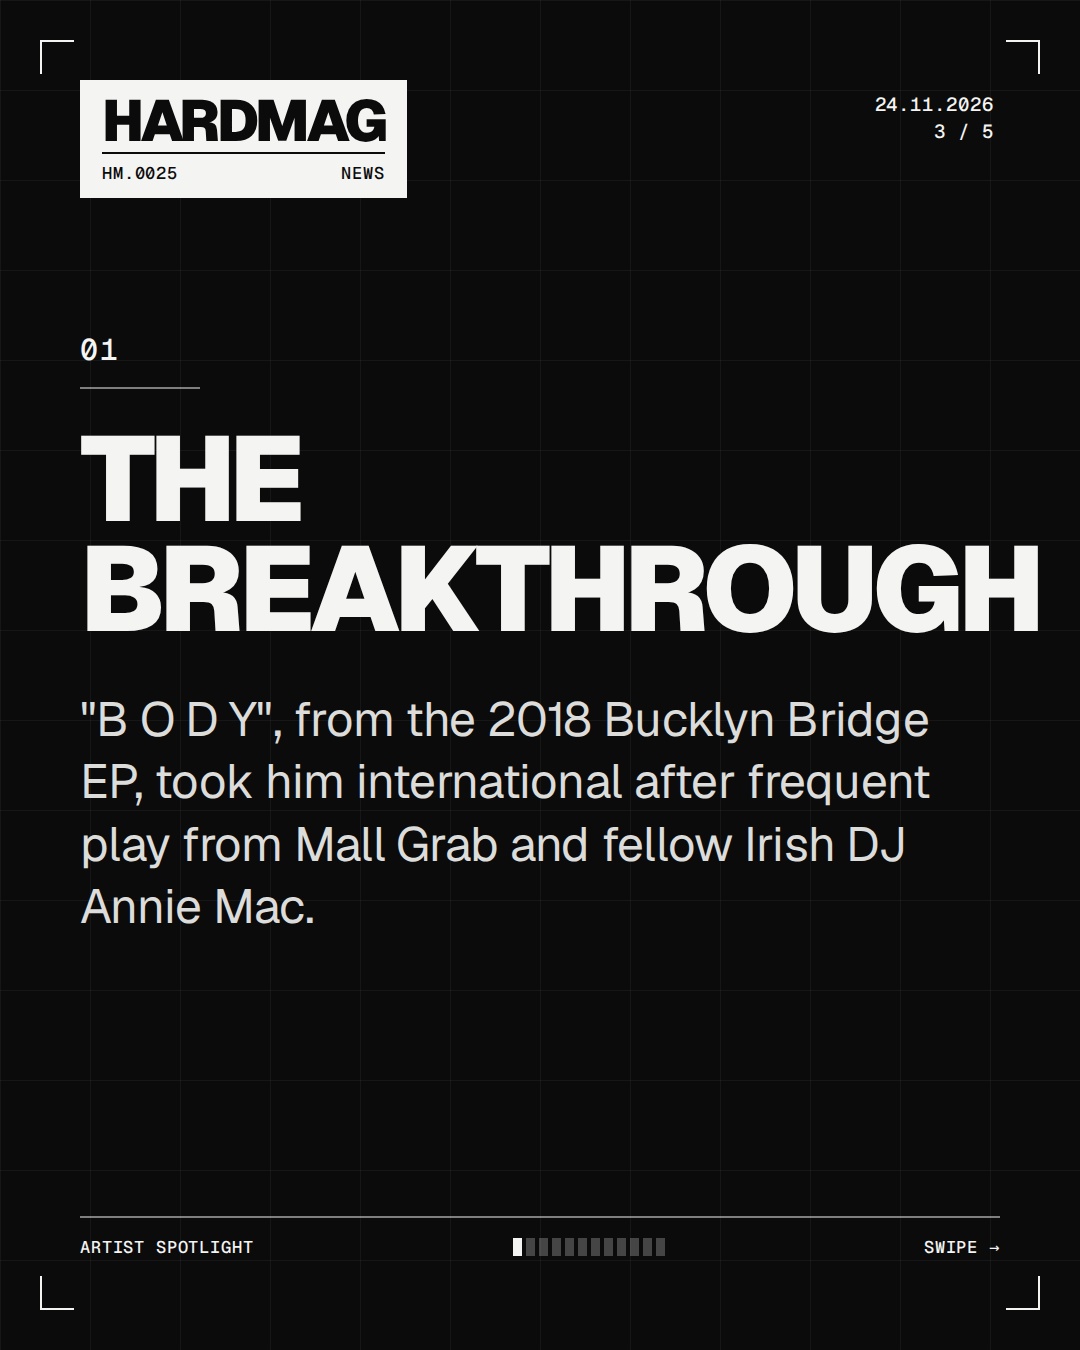 HARDMAG
HM.0025 NEWS
24.11.2026
3 / 5
01
THE
BREAKTHROUGH
"B O D Y", from the 2018 Bucklyn Bridge
EP, took him international after frequent
play from Mall Grab and fellow Irish DJ
Annie Mac.
ARTIST SPOTLIGHT
SWIPE →